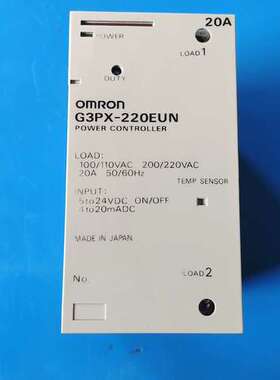 20A
POWER
LOAD1
DUTY
OMRON
G3PX-220EUN
POWER CONTROLLER
LOAD:
100/110VAC 200/220VAC
20A 50/60Hz
TEMP SENSOR
INPUT:
5to24VDC ON/OFF
4to20mADC
MADE IN JAPAN
No.
LOAD2